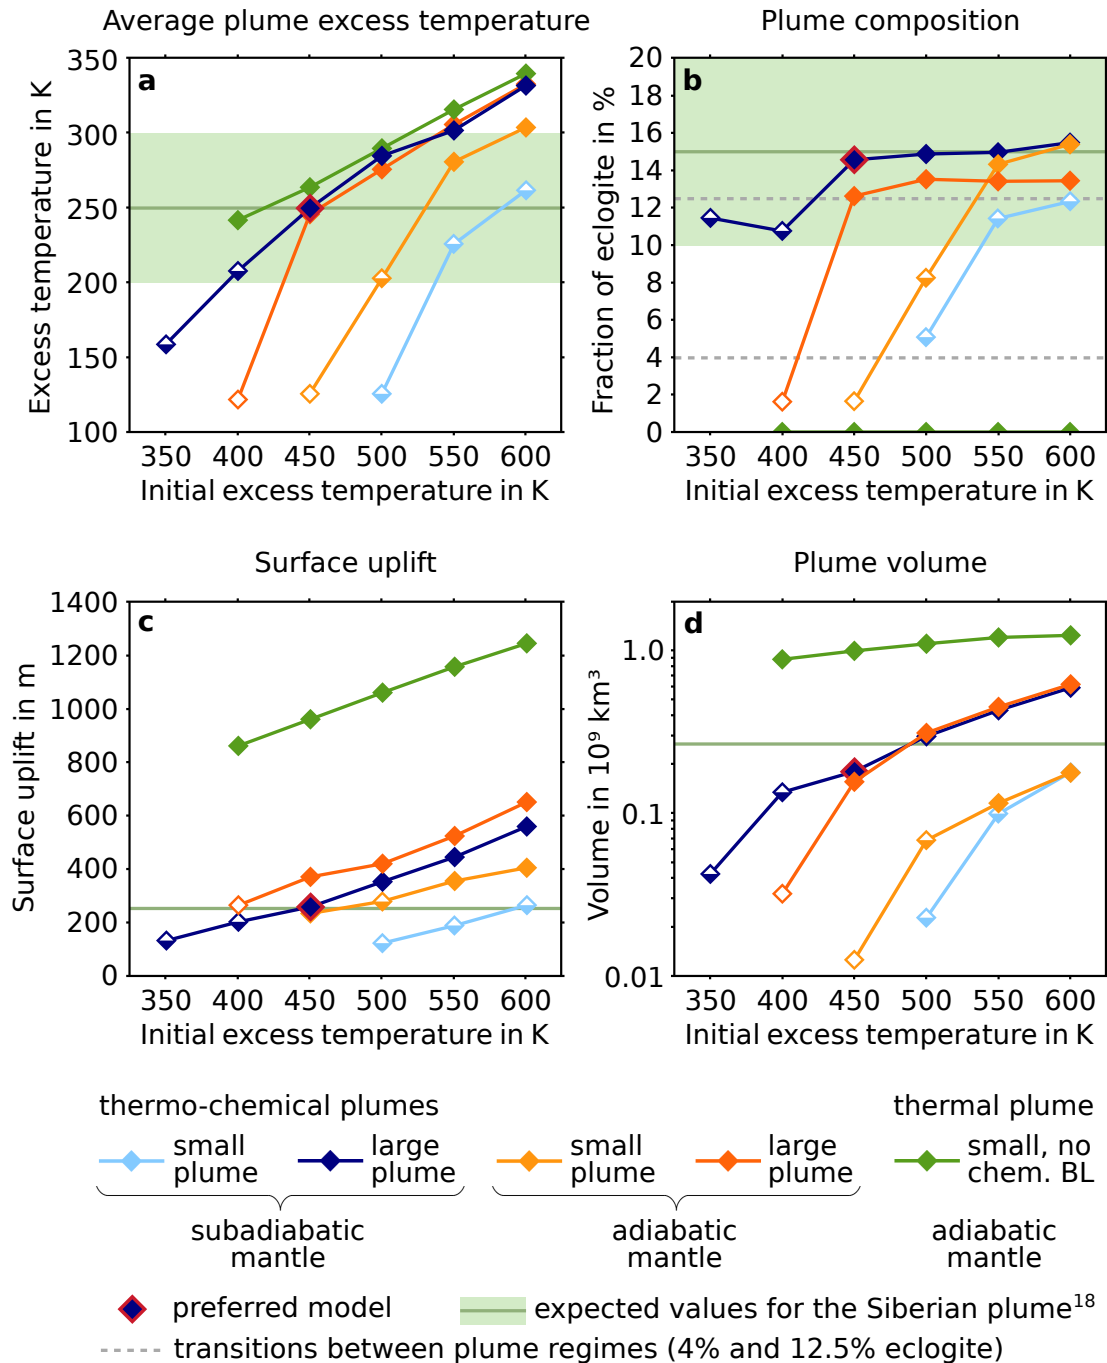 Average plume excess temperature
Plume composition
a
350
300
250
200
150
100
Excess temperature in K
350 400 450 500 550 600
Initial excess temperature in K
b
20
18
16
14
12
10
8
6
4
2
0
Fraction of eclogite in %
350 400 450 500 550 600
Initial excess temperature in K
Surface uplift
Plume volume
c
1400
1200
1000
800
600
400
200
0
Surface uplift in m
350 400 450 500 550 600
Initial excess temperature in K
d
1.0
0.1
0.01
Volume in 10⁹ km³
350 400 450 500 550 600
Initial excess temperature in K
thermo-chemical plumes
thermal plume
small plume
large plume
small plume
large plume
small, no chem. BL
subadiabatic mantle
adiabatic mantle
adiabatic mantle
preferred model
expected values for the Siberian plume¹⁸
transitions between plume regimes (4% and 12.5% eclogite)